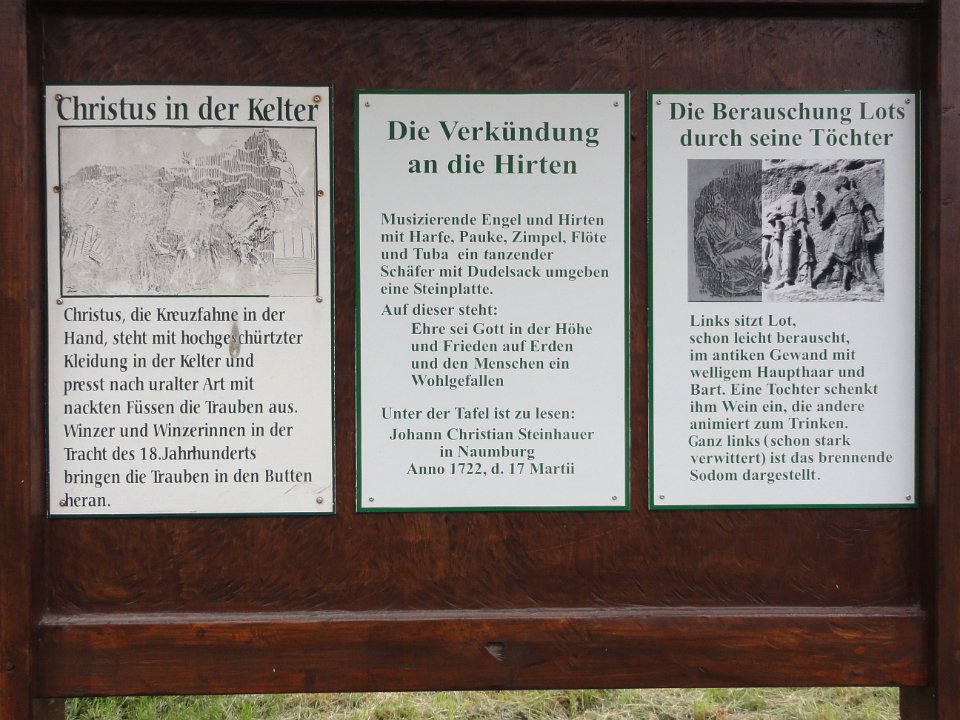 Christus in der Kelter
Christus, die Kreuzfahne in der
Hand, steht mit hochgeschürtzter
Kleidung in der Kelter und
presst nach uralter Art mit
nackten Füssen die Trauben aus.
Winzer und Winzerinnen in der
Tracht des 18.Jahrhunderts
bringen die Trauben in den Butten
heran.
Die Verkündung
an die Hirten
Musizierende Engel und Hirten
mit Harfe, Pauke, Zimpel, Flöte
und Tuba ein tanzender
Schäfer mit Dudelsack umgeben
eine Steinplatte.
Auf dieser steht:
Ehre sei Gott in der Höhe
und Frieden auf Erden
und den Menschen ein
Wohlgefallen
Unter der Tafel ist zu lesen:
Johann Christian Steinhauer
in Naumburg
Anno 1722, d. 17 Martii
Die Berauschung Lots
durch seine Töchter
Links sitzt Lot,
schon leicht berauscht,
im antiken Gewand mit
welligem Haupthaar und
Bart. Eine Tochter schenkt
ihm Wein ein, die andere
animiert zum Trinken.
Ganz links (schon stark
verwittert) ist das brennende
Sodom dargestellt.